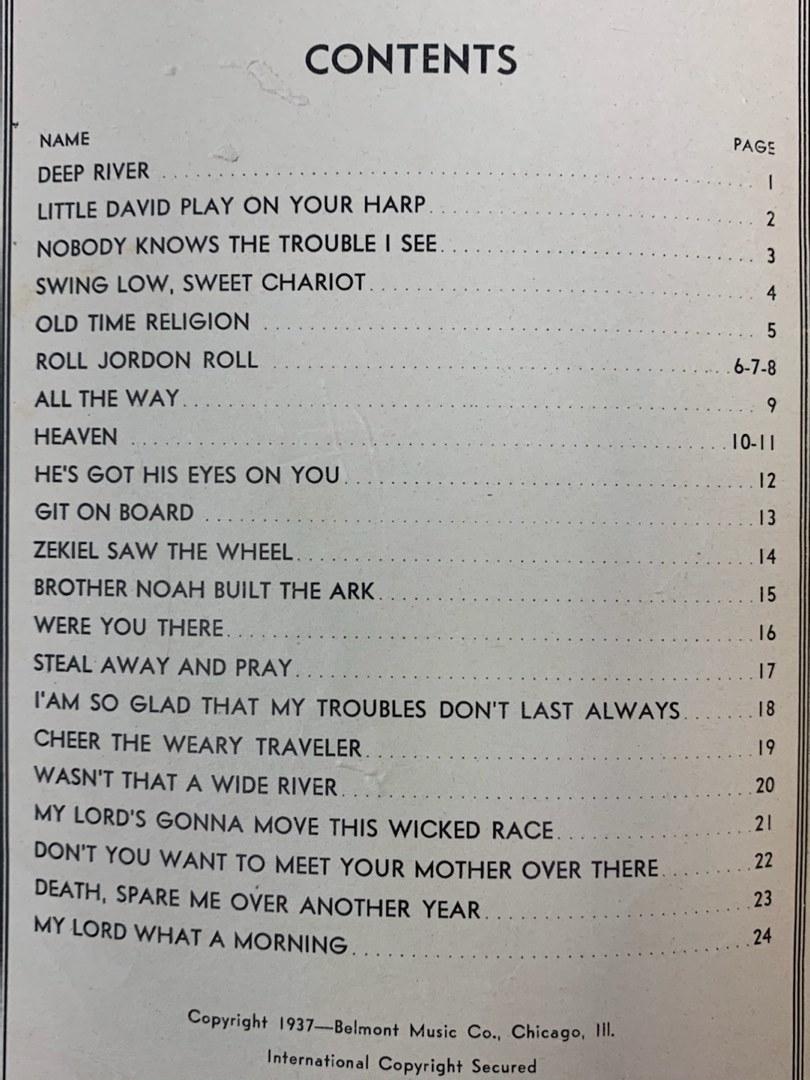 CONTENTS
NAME PAGE
DEEP RIVER 1
LITTLE DAVID PLAY ON YOUR HARP 2
NOBODY KNOWS THE TROUBLE I SEE 3
SWING LOW, SWEET CHARIOT 4
OLD TIME RELIGION 5
ROLL JORDON ROLL 6-7-8
ALL THE WAY 9
HEAVEN 10-11
HE'S GOT HIS EYES ON YOU 12
GIT ON BOARD 13
ZEKIEL SAW THE WHEEL 14
BROTHER NOAH BUILT THE ARK 15
WERE YOU THERE 16
STEAL AWAY AND PRAY 17
I'AM SO GLAD THAT MY TROUBLES DON'T LAST ALWAYS 18
CHEER THE WEARY TRAVELER 19
WASN'T THAT A WIDE RIVER 20
MY LORD'S GONNA MOVE THIS WICKED RACE 21
DON'T YOU WANT TO MEET YOUR MOTHER OVER THERE 22
DEATH, SPARE ME OVER ANOTHER YEAR 23
MY LORD WHAT A MORNING 24
Copyright 1937—Belmont Music Co., Chicago, Ill.
International Copyright Secured